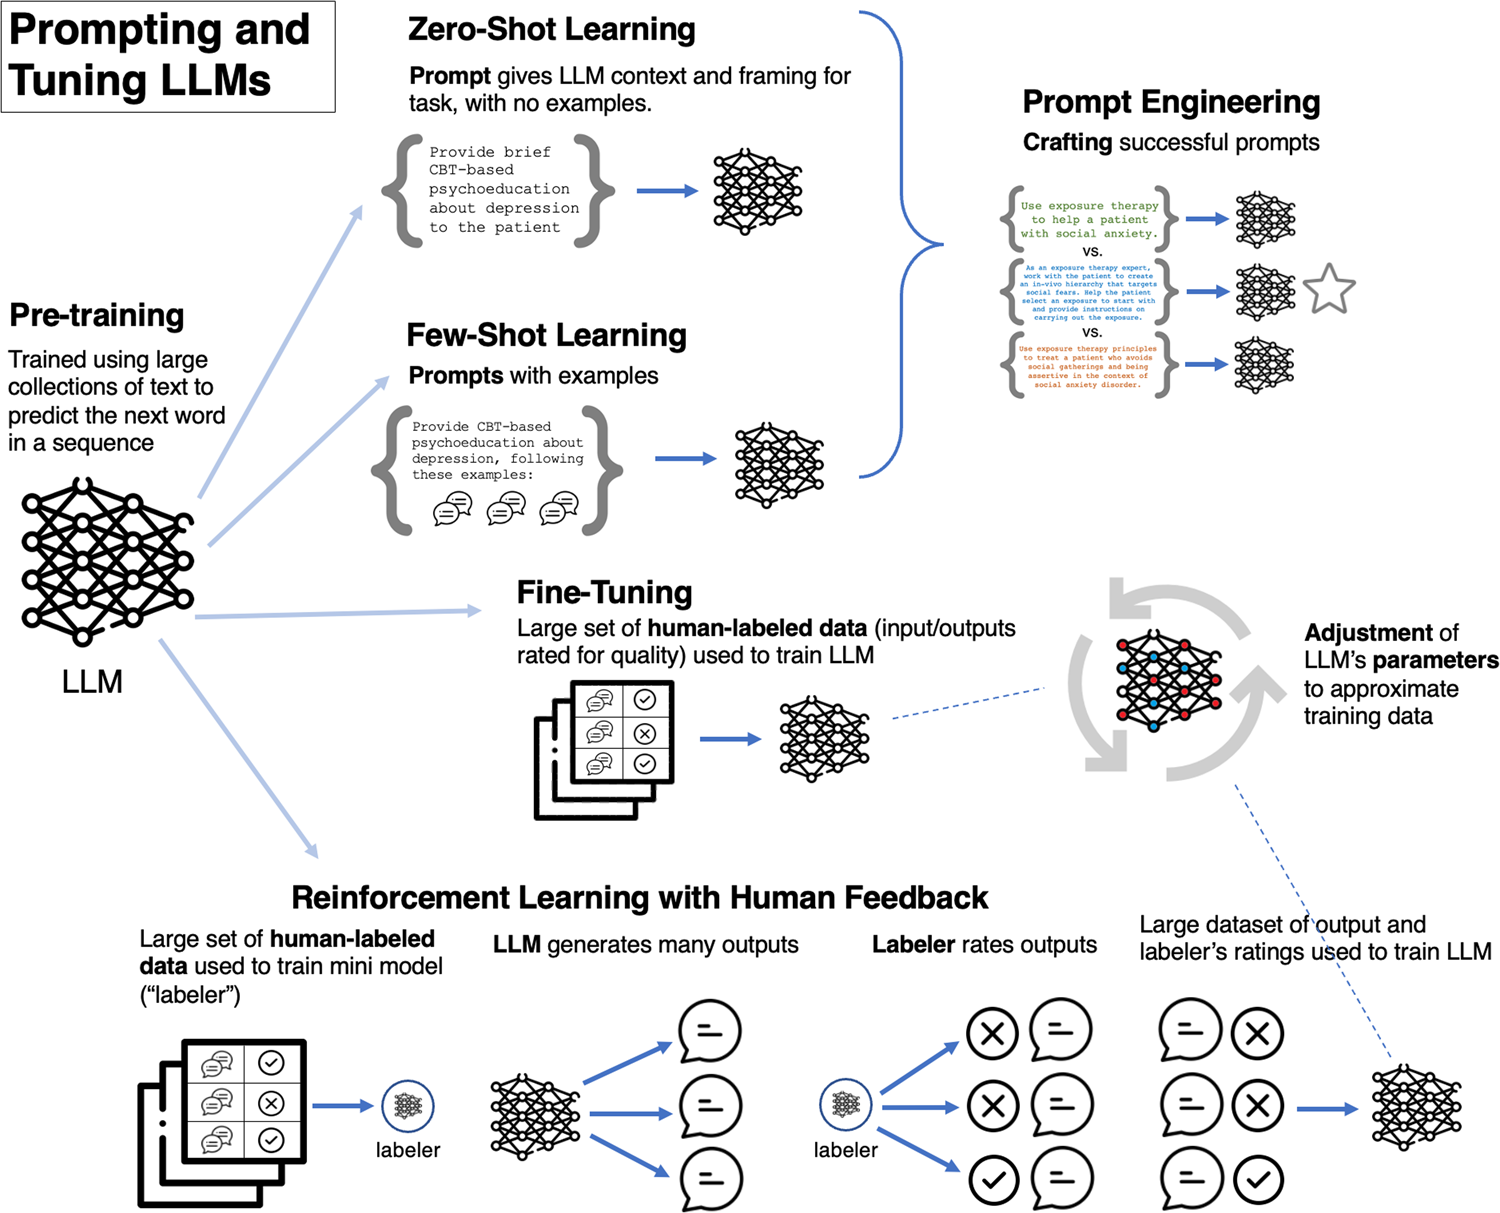 Prompting and
Tuning LLMs
Zero-Shot Learning
Prompt gives LLM context and framing for
task, with no examples.
Provide brief
CBT-based
psychoeducation
about depression
to the patient
Prompt Engineering
Crafting successful prompts
Use exposure therapy
to help a patient
with social anxiety.
vs.
As an exposure therapy expert,
work with the patient to create
an in-vivo hierarchy that targets
social fears. Help the patient
select an exposure to start with
and provide instructions on
carrying out the exposure.
vs.
Use exposure therapy principles
to treat a patient who avoids
social gatherings and being
assertive in the context of
social anxiety disorder.
Pre-training
Trained using large
collections of text to
predict the next word
in a sequence
LLM
Few-Shot Learning
Prompts with examples
Provide CBT-based
psychoeducation about
depression, following
these examples:
Fine-Tuning
Large set of human-labeled data (input/outputs
rated for quality) used to train LLM
Adjustment of
LLM's parameters
to approximate
training data
Reinforcement Learning with Human Feedback
Large set of human-labeled
data used to train mini model
(“labeler”)
labeler
LLM generates many outputs
Labeler rates outputs
labeler
Large dataset of output and
labeler's ratings used to train LLM